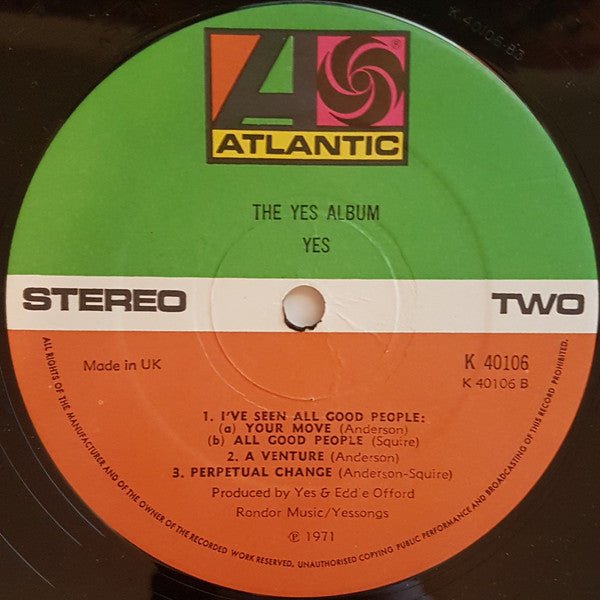 K 40106-B3
ATLANTIC
®
THE YES ALBUM
YES
STEREO
TWO
Made in UK
K 40106
K 40106 B
1. I'VE SEEN ALL GOOD PEOPLE:
(a) YOUR MOVE (Anderson)
(b) ALL GOOD PEOPLE (Squire)
2. A VENTURE (Anderson)
3. PERPETUAL CHANGE (Anderson-Squire)
Produced by Yes & Edd'e Offord
Rondor Music/Yessongs
℗ 1971
ALL RIGHTS OF THE MANUFACTURER AND OF THE OWNER OF THE RECORDED WORK RESERVED. UNAUTHORISED COPYING PUBLIC PERFORMANCE AND BROADCASTING OF THIS RECORD PROHIBITED.